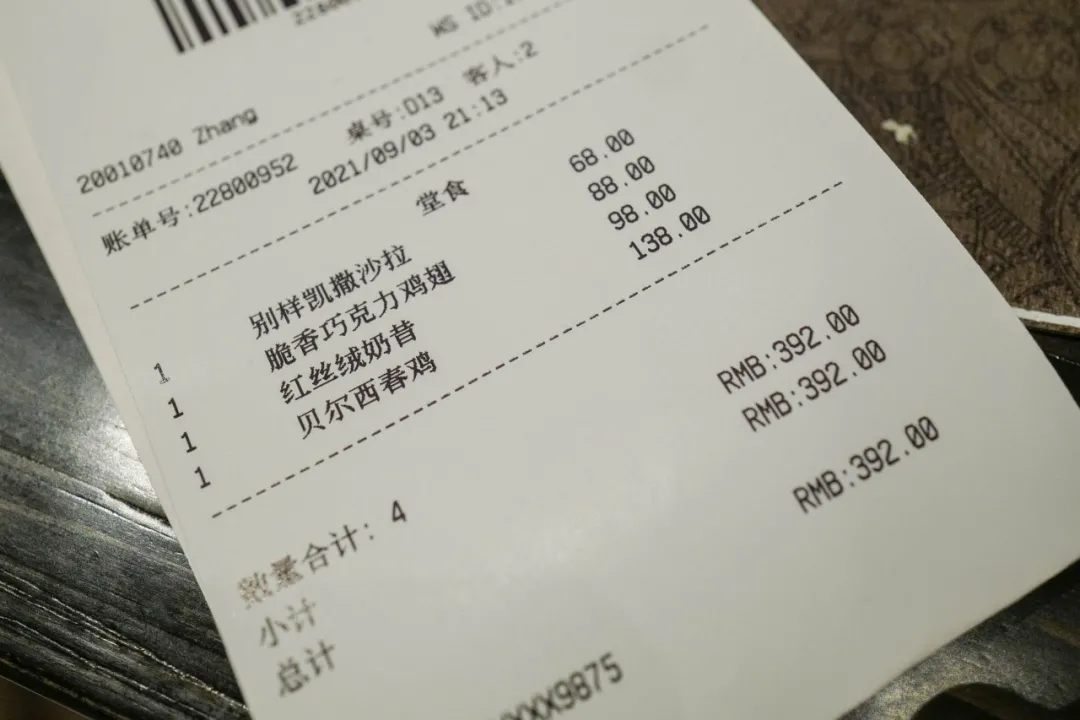 WS ID:
20010740 Zhang
账单号:22800952 桌号:D13 客人:2
2021/09/03 21:13
堂食
1 别样凯撒沙拉 68.00
1 脆香巧克力鸡翅 88.00
1 红丝绒奶昔 98.00
1 贝尔西春鸡 138.00
数量合计: 4
小计 RMB:392.00
总计 RMB:392.00
RMB:392.00
XXX9875